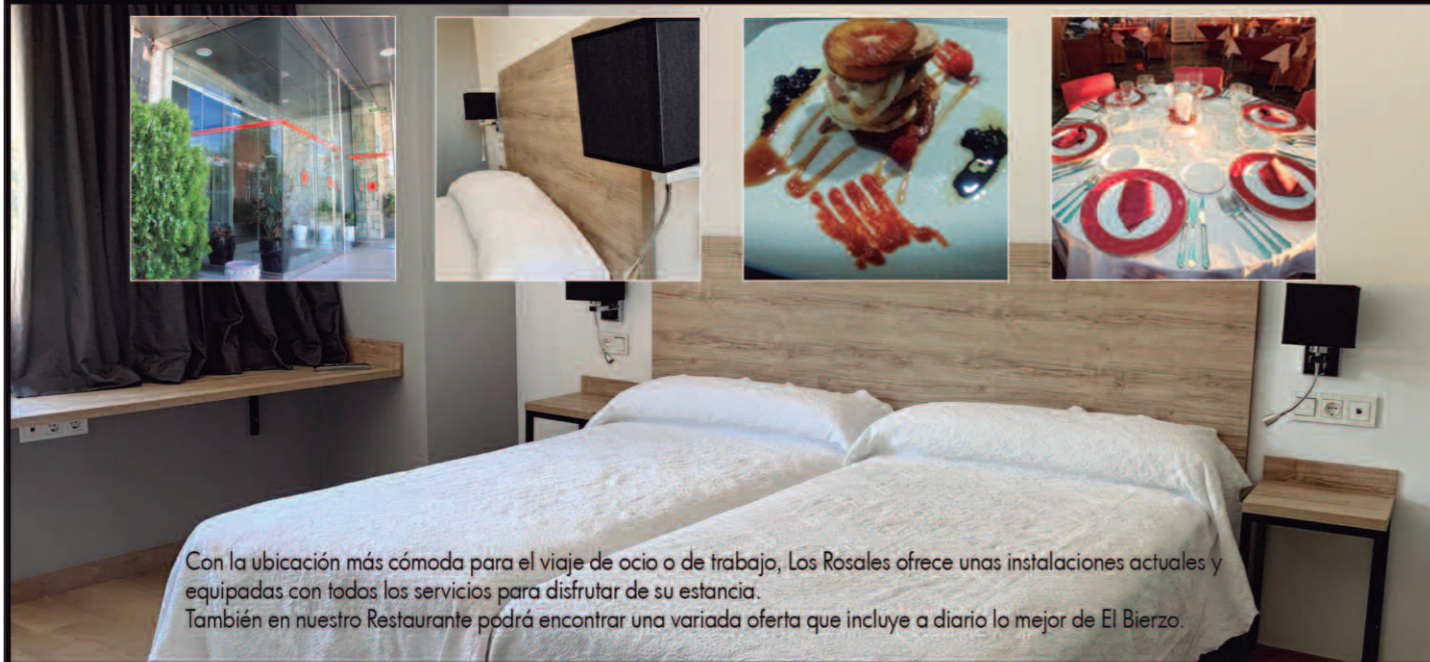 Con la ubicación más cómoda para el viaje de ocio o de trabajo, Los Rosales ofrece unas instalaciones actuales y
equipadas con todos los servicios para disfrutar de su estancia.
También en nuestro Restaurante podrá encontrar una variada oferta que incluye a diario lo mejor de El Bierzo.